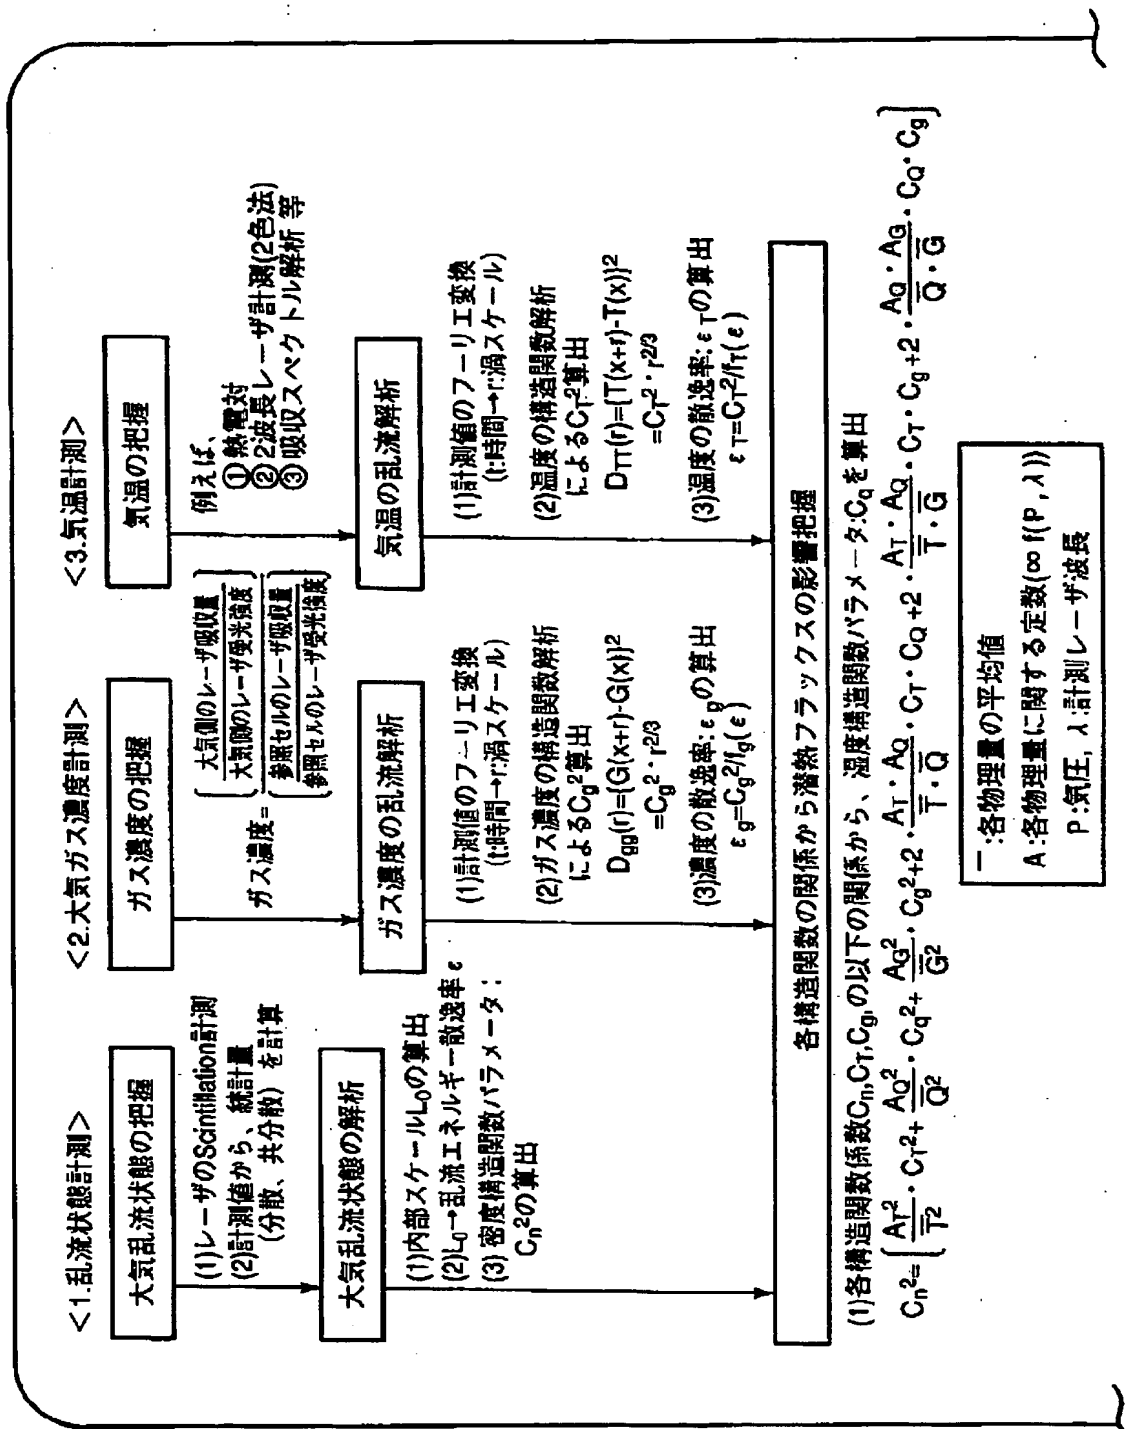 <1.乱流状態計測>
大気乱流状態の把握
(1)レーザのScintillation計測
(2)計測値から、統計量
(分散、共分散)を計算
大気乱流状態の解析
(1)内部スケールL0の算出
(2)L0→乱流エネルギー散逸率ε
(3)密度構造関数パラメータ:
Cn²の算出
<2.大気ガス濃度計測>
ガス濃度の把握
ガス濃度=
(大気側のレーザ吸収量/大気側のレーザ受光強度)
(参照セルのレーザ吸収量/参照セルのレーザ受光強度)
ガス濃度の乱流解析
(1)計測値のフーリエ変換
(t:時間→r:渦スケール)
(2)ガス濃度の構造関数解析
によるCg²算出
Dgg(r)={G(x+r)-G(x)}²
=Cg²・r^2/3
(3)濃度の散逸率:εgの算出
εg=Cg²/fg(ε)
<3.気温計測>
気温の把握
例えば、
①熱電対
②2波長レーザ計測(2色法)
③吸収スペクトル解析 等
気温の乱流解析
(1)計測値のフーリエ変換
(t:時間→r:渦スケール)
(2)温度の構造関数解析
によるCT²算出
DTT(r)={T(x+r)-T(x)}²
=CT²・r^2/3
(3)温度の散逸率:εTの算出
εT=CT²/fT(ε)
各構造関数の関係から潜熱フラックスの影響把握
(1)各構造関数係数Cn,CT,Cg,の以下の関係から、湿度構造関数パラメータ:Cqを算出
Cn²={AT²/T̅²・CT²+AQ²/Q̅²・Cq²+AG²/G̅²・Cg²+2・AT・AQ/T̅・Q̅・CT・CQ+2・AT・AQ/T̅・G̅・CT・Cg+2・AQ・AG/Q̅・G̅・CQ・Cg}
‾:各物理量の平均値
A:各物理量に関する定数(∞f(P,λ))
P:気圧, λ:計測レーザ波長